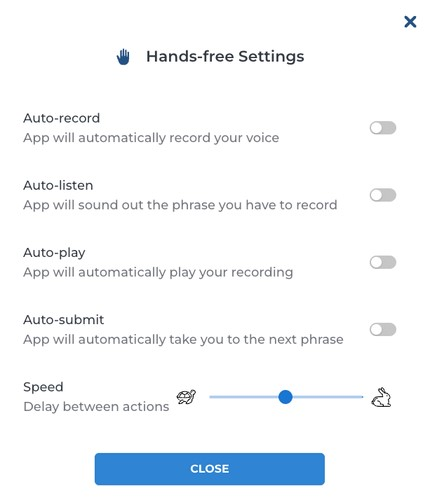 Hands-free Settings
Auto-record
App will automatically record your voice
Auto-listen
App will sound out the phrase you have to record
Auto-play
App will automatically play your recording
Auto-submit
App will automatically take you to the next phrase
Speed
Delay between actions
CLOSE